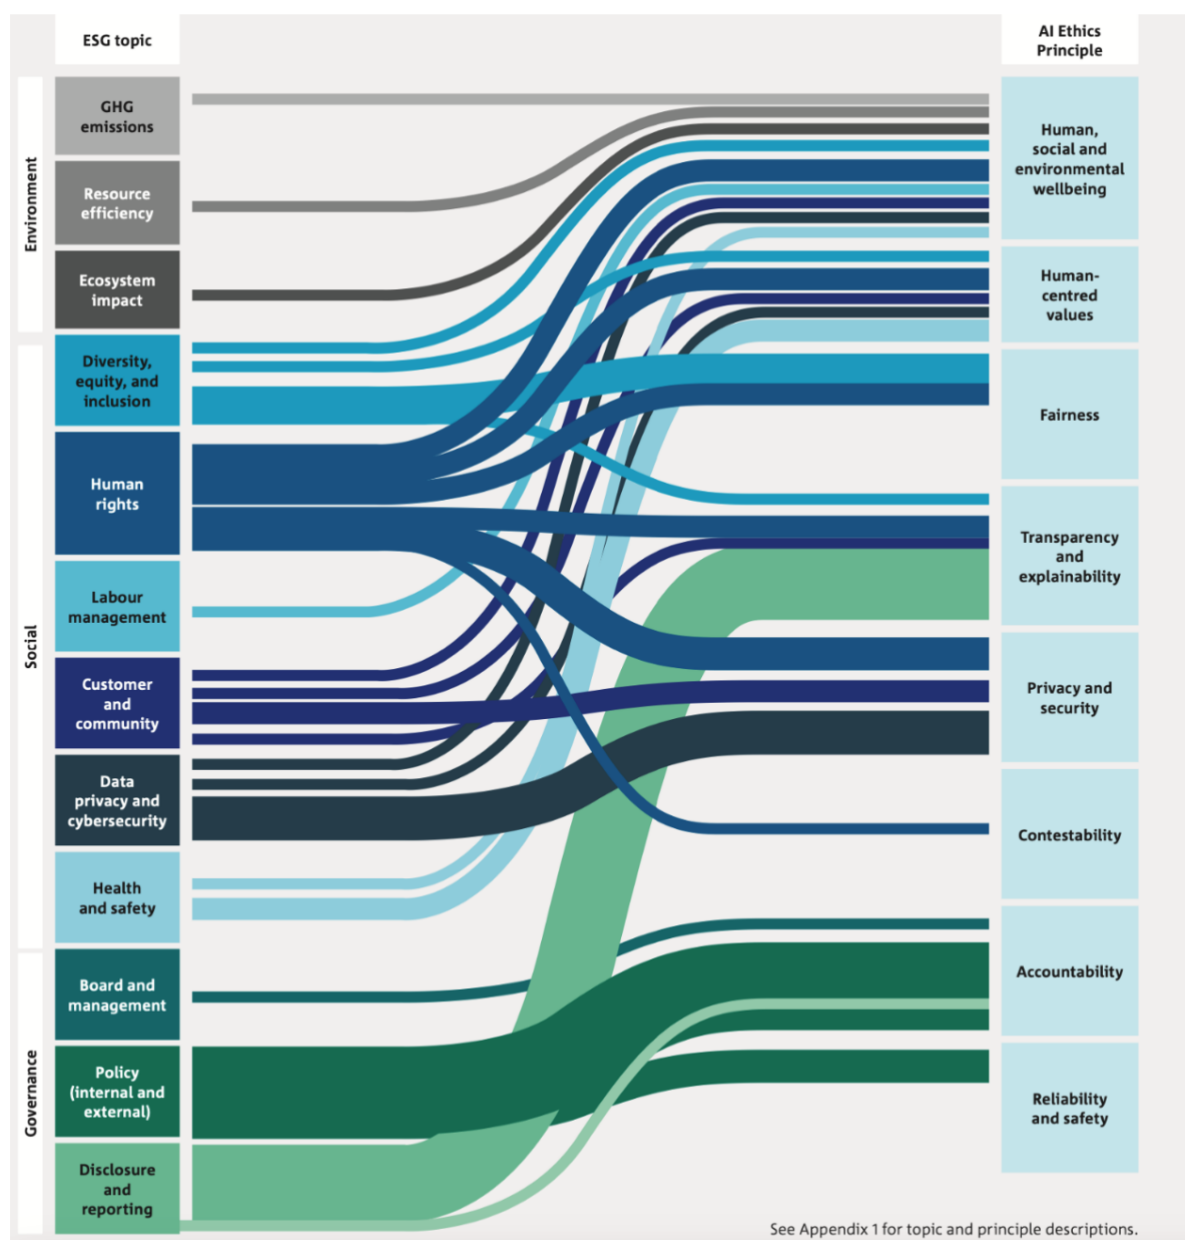 ESG topic
AI Ethics
Principle
Environment
GHG
emissions
Resource
efficiency
Ecosystem
impact
Social
Diversity,
equity, and
inclusion
Human
rights
Labour
management
Customer
and
community
Data
privacy and
cybersecurity
Health
and safety
Governance
Board and
management
Policy
(internal and
external)
Disclosure
and
reporting
Human,
social and
environmental
wellbeing
Human-
centred
values
Fairness
Transparency
and
explainability
Privacy and
security
Contestability
Accountability
Reliability
and safety
See Appendix 1 for topic and principle descriptions.